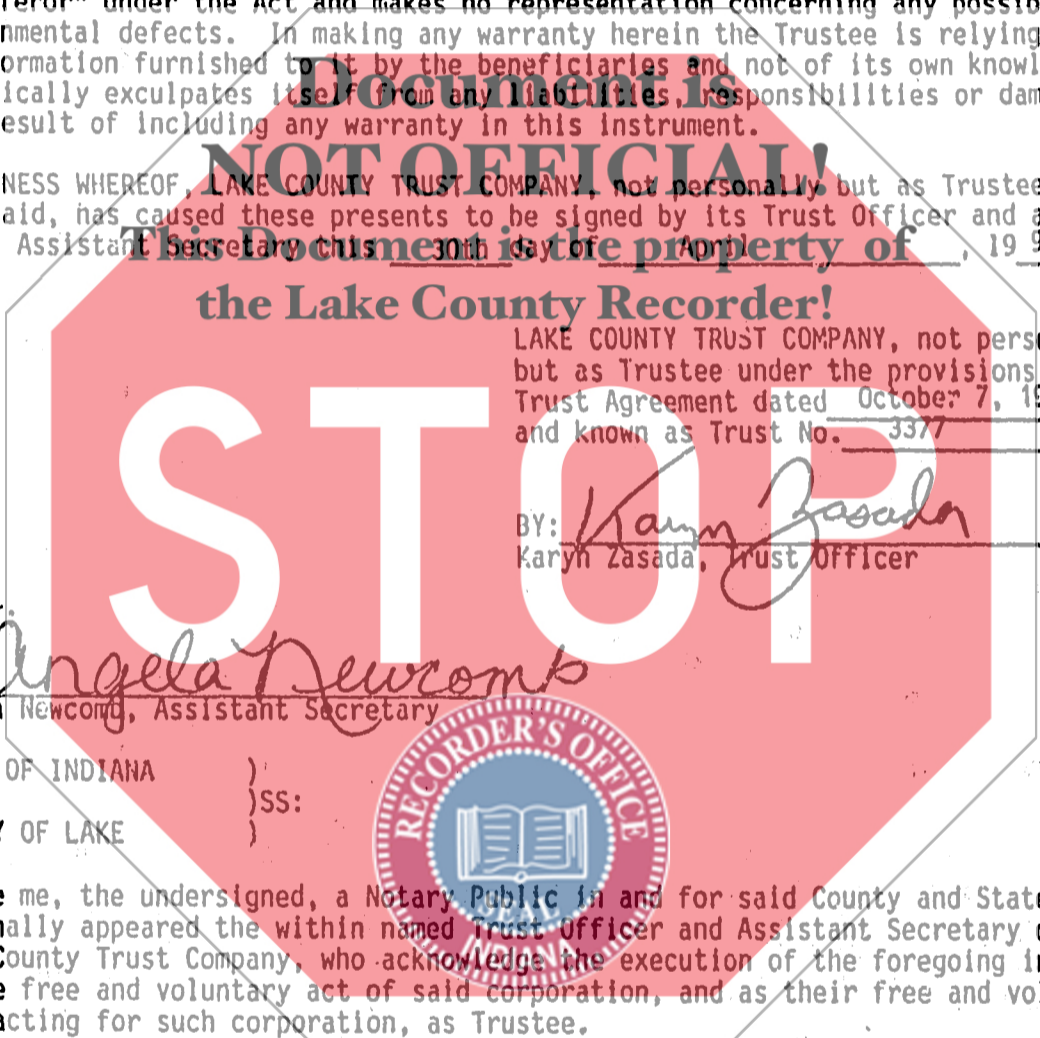 feror" under the Act and makes no representation concerning any possib
nmental defects. In making any warranty herein the Trustee is relying
ormation furnished to it by the beneficiaries and not of its own knowl
ically exculpates itself from any liabilities, responsibilities or dam
esult of including any warranty in this instrument.
Document is
NOT OFFICIAL!
This Document is the property of
the Lake County Recorder!
NESS WHEREOF, LAKE COUNTY TRUST COMPANY, not personally but as Trustee
aid, has caused these presents to be signed by its Trust Officer and a
Assistant Secretary this 30th day of April , 19 9
LAKE COUNTY TRUST COMPANY, not pers
but as Trustee under the provisions
Trust Agreement dated October 7, 19
and known as Trust No. 3377
STOP
BY: Karyn Zasada
Karyn Zasada, Trust Officer
Angela Newcomb
Newcomb, Assistant Secretary
RECORDER'S OFFICE
SEAL
INDIANA
OF INDIANA )
)SS:
Y OF LAKE )
e me, the undersigned, a Notary Public in and for said County and State
nally appeared the within named Trust Officer and Assistant Secretary o
County Trust Company, who acknowledge the execution of the foregoing in
e free and voluntary act of said corporation, and as their free and vo
acting for such corporation, as Trustee.